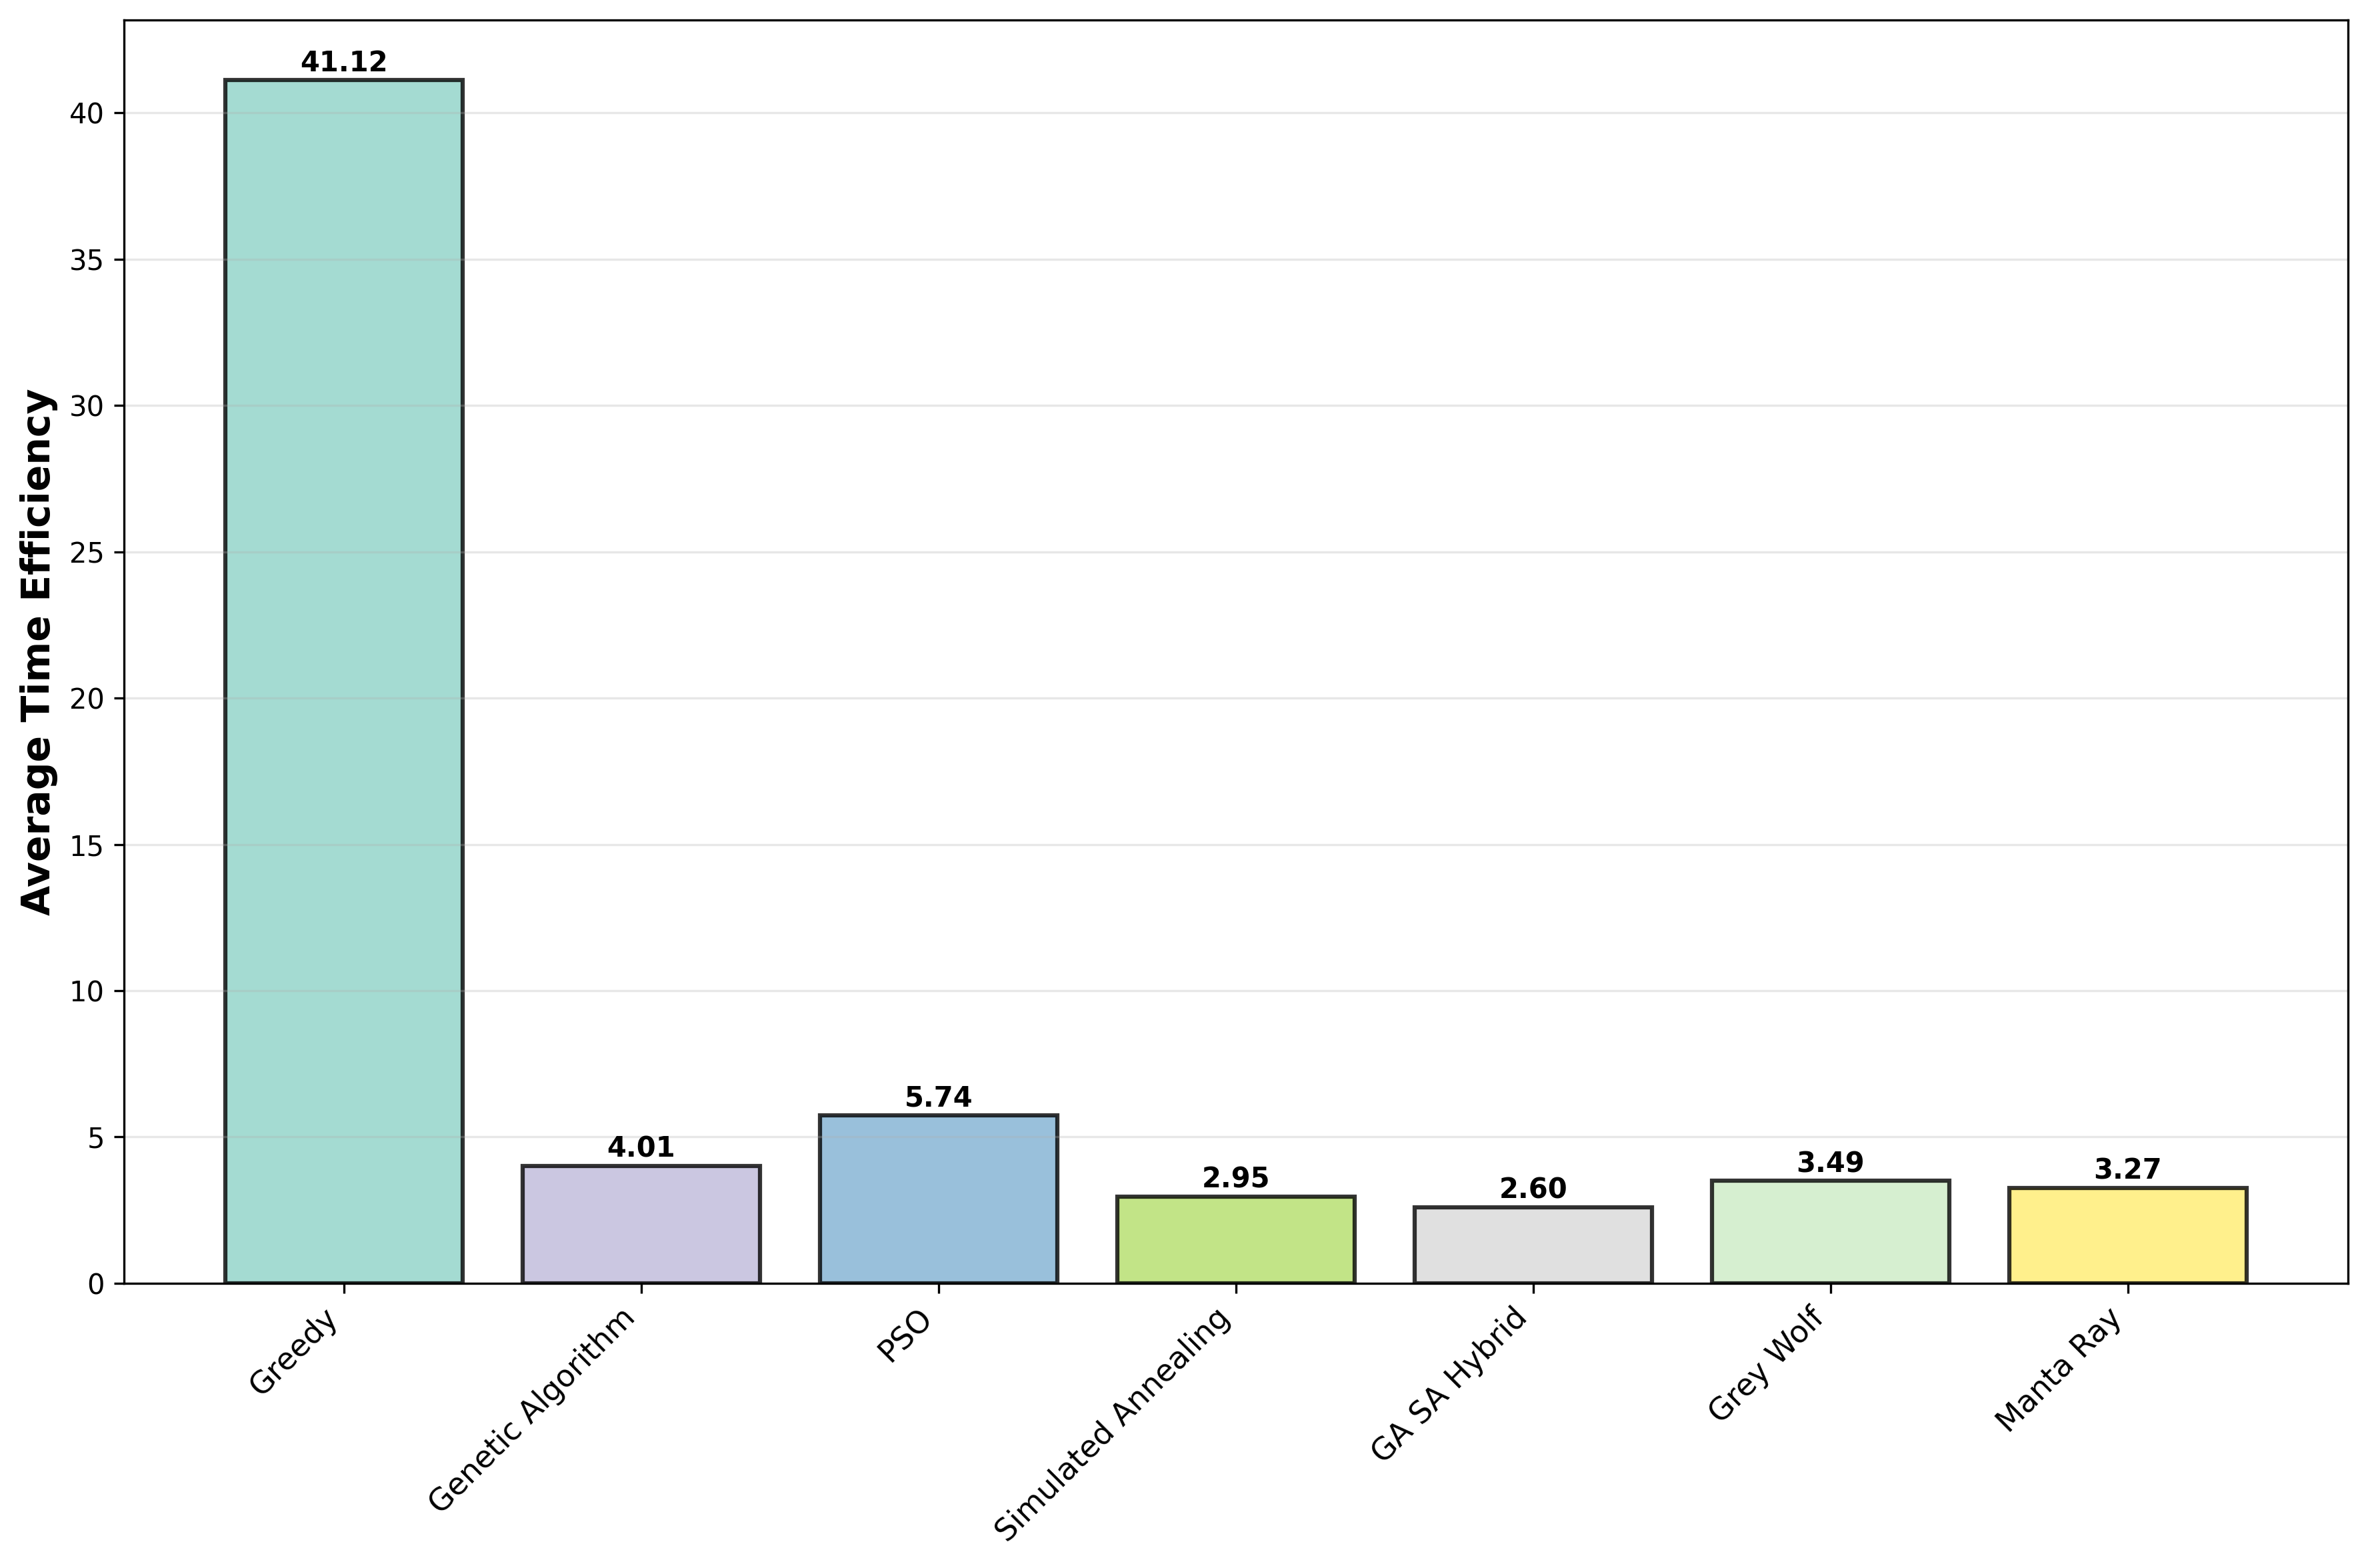 Average Time Efficiency
40
35
30
25
20
15
10
5
0
41.12
4.01
5.74
2.95
2.60
3.49
3.27
Greedy
Genetic Algorithm
PSO
Simulated Annealing
GA SA Hybrid
Grey Wolf
Manta Ray